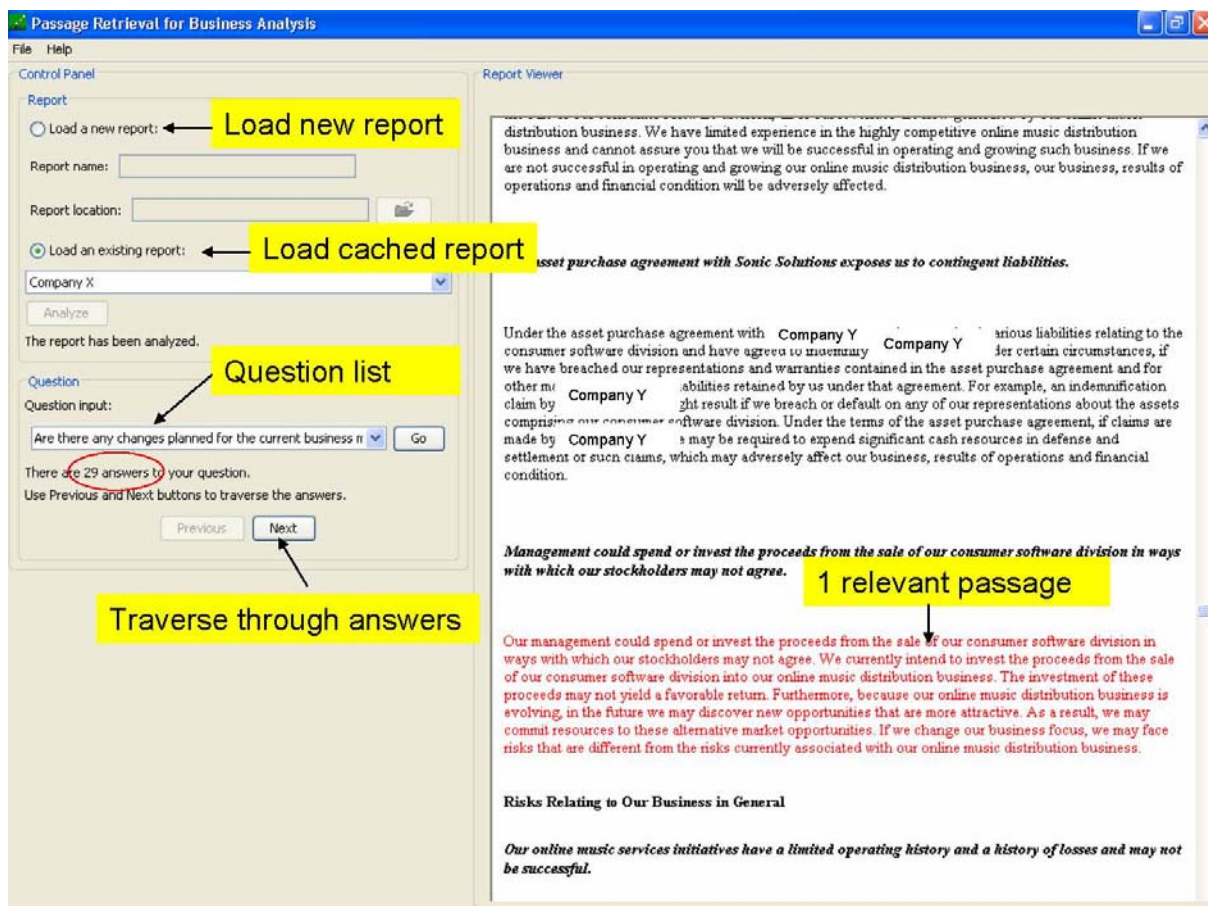 Passage Retrieval for Business Analysis
File Help
Control Panel
Report
Load a new report:
Load new report
Report name:
Report location:
Load an existing report:
Load cached report
Company X
Analyze
The report has been analyzed.
Question
Question list
Question input:
Are there any changes planned for the current business m
Go
There are 29 answers to your question.
Use Previous and Next buttons to traverse the answers.
Previous Next
Traverse through answers
Report Viewer
distribution business. We have limited experience in the highly competitive online music distribution
business and cannot assure you that we will be successful in operating and growing such business. If we
are not successful in operating and growing our online music distribution business, our business, results of
operations and financial condition will be adversely affected.
asset purchase agreement with Sonic Solutions exposes us to contingent liabilities.
Under the asset purchase agreement with Company Y arious liabilities relating to the
consumer software division and have agreed to indemnify Company Y der certain circumstances, if
we have breached our representations and warranties contained in the asset purchase agreement and for
other abilities retained by us under that agreement. For example, an indemnification
claim by Company Y ght result if we breach or default on any of our representations about the assets
comprising our consumer software division. Under the terms of the asset purchase agreement, if claims are
made by Company Y may be required to expend significant cash resources in defense and
settlement or such claims, which may adversely affect our business, results of operations and financial
condition.
Management could spend or invest the proceeds from the sale of our consumer software division in ways
with which our stockholders may not agree.
1 relevant passage
Our management could spend or invest the proceeds from the sale of our consumer software division in
ways with which our stockholders may not agree. We currently intend to invest the proceeds from the sale
of our consumer software division into our online music distribution business. The investment of these
proceeds may not yield a favorable return. Furthermore, because our online music distribution business is
evolving, in the future we may discover new opportunities that are more attractive. As a result, we may
commit resources to these alternative market opportunities. If we change our business focus, we may face
risks that are different from the risks currently associated with our online music distribution business.
Risks Relating to Our Business in General
Our online music services initiatives have a limited operating history and a history of losses and may not
be successful.